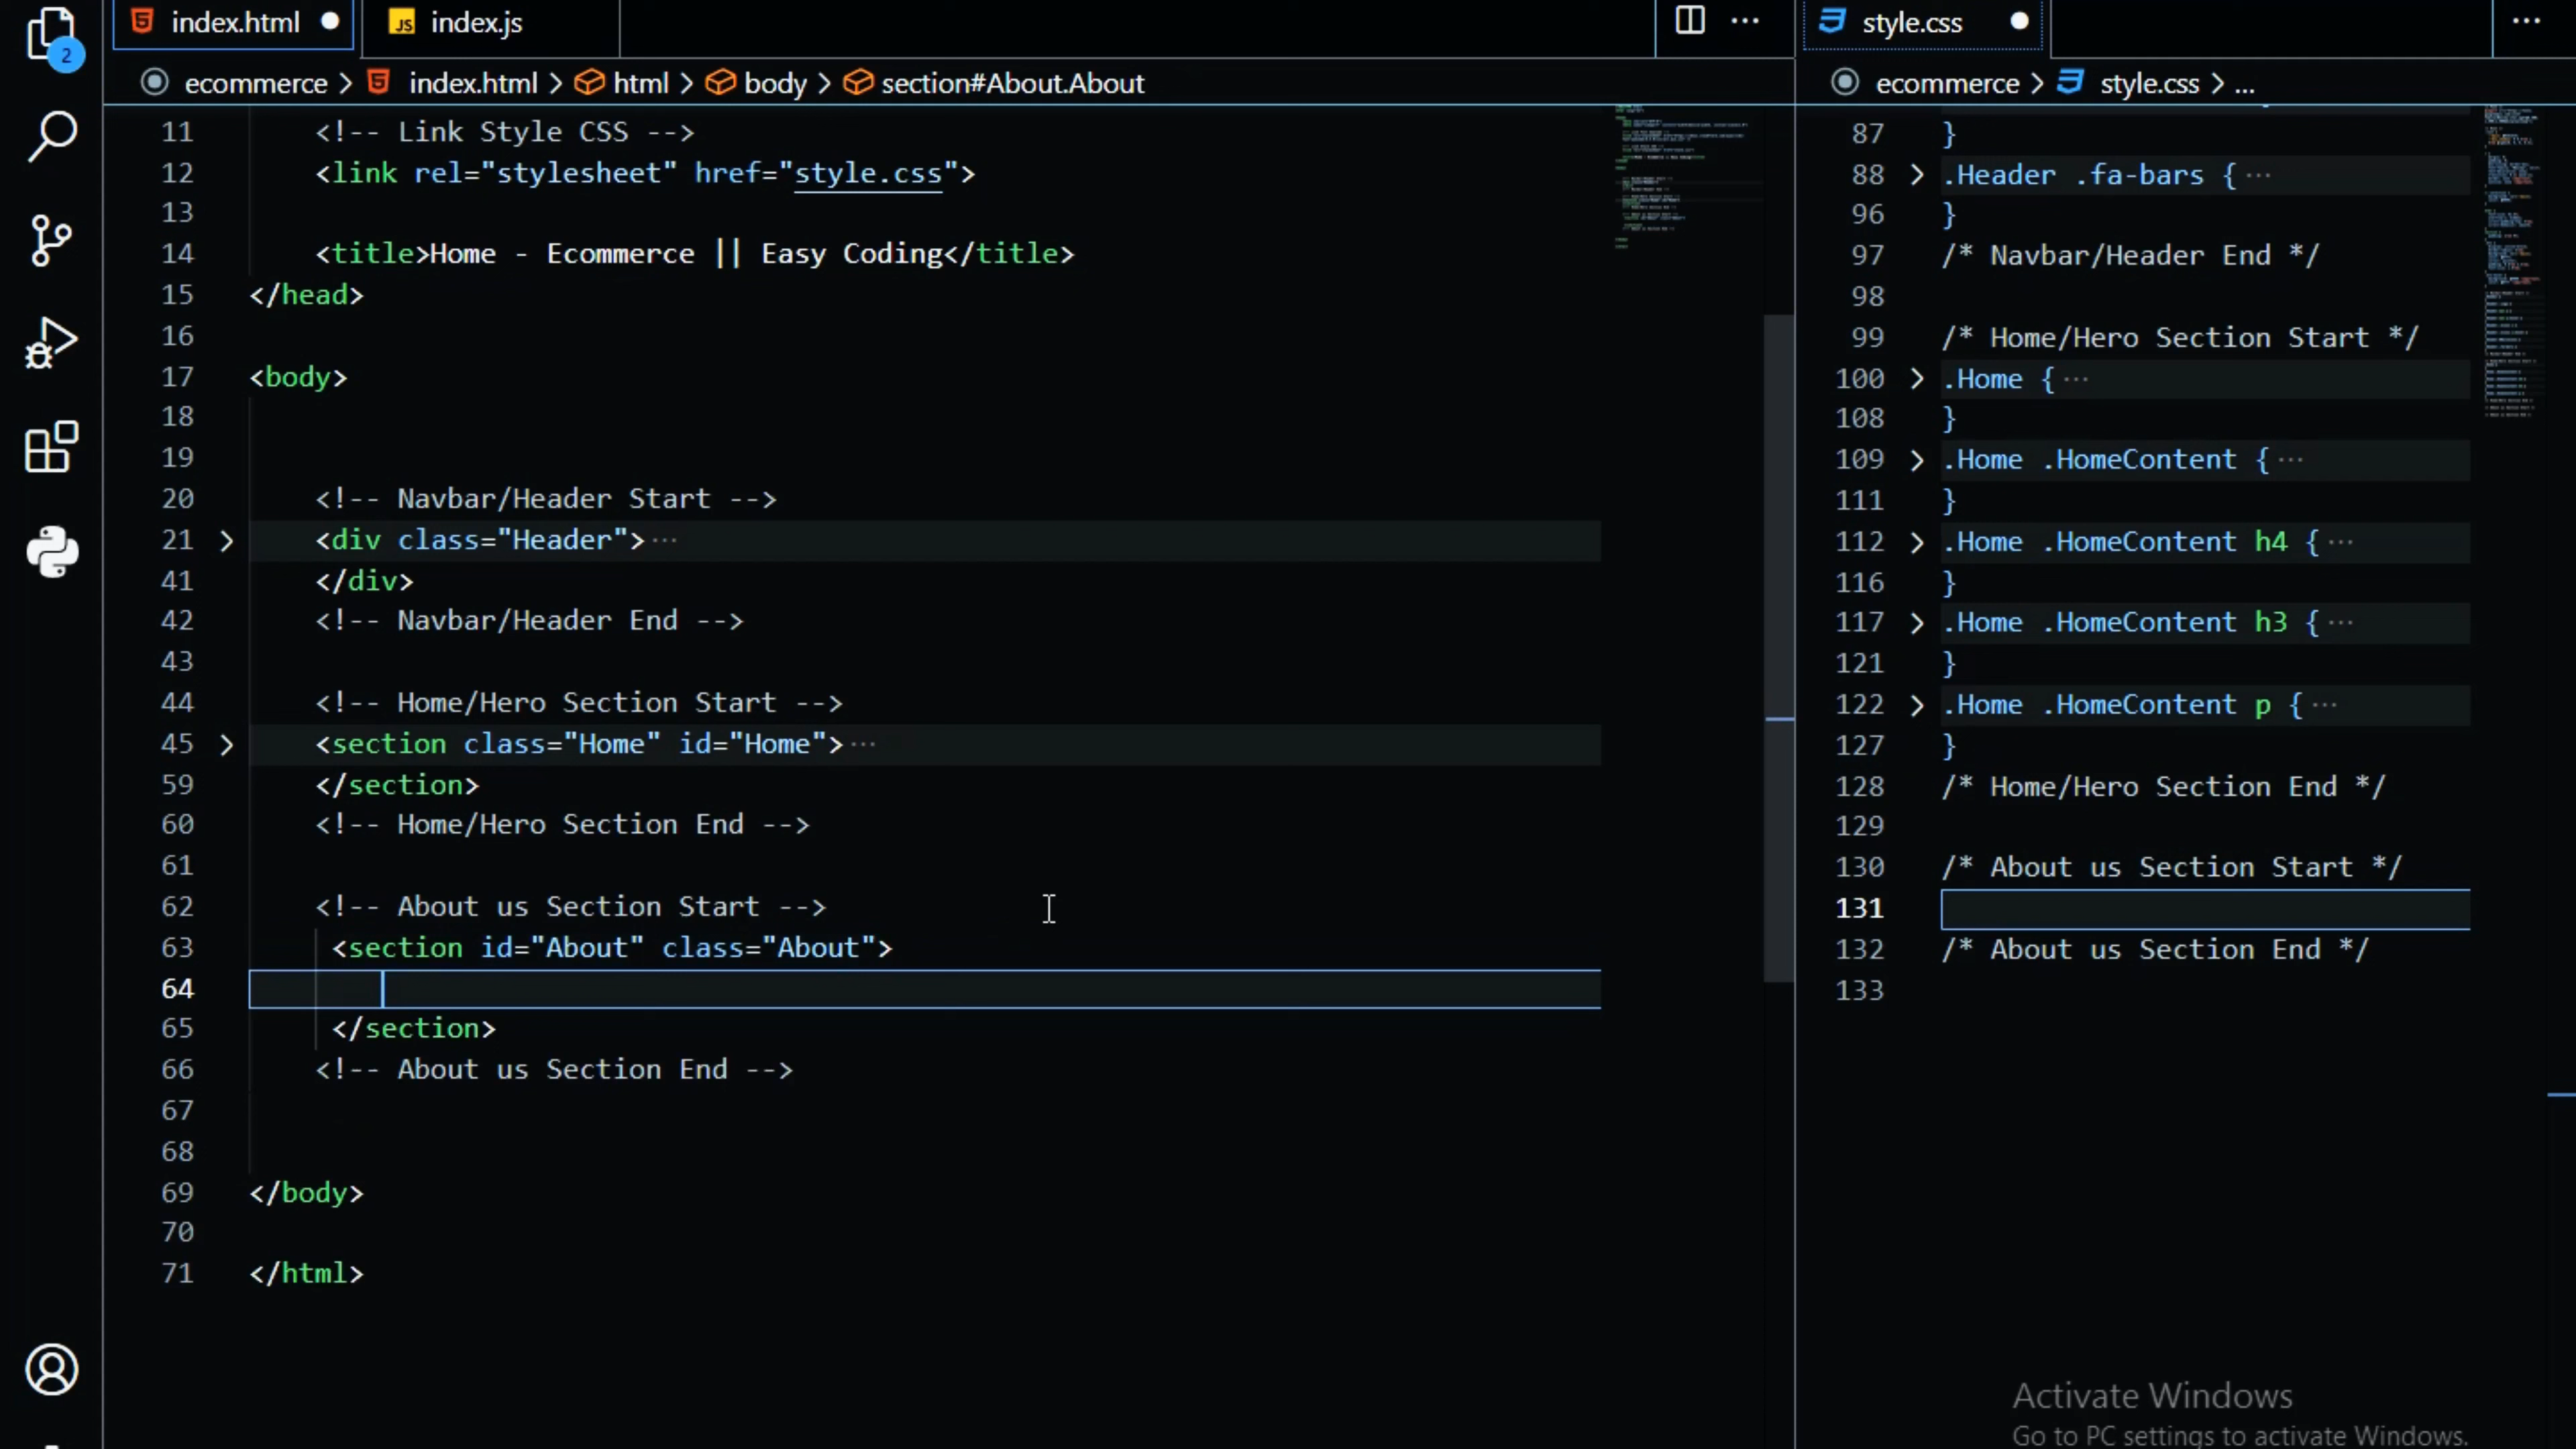 2
index.html
JS index.js
ecommerce > index.html > html > body > section#About.About
11 <!-- Link Style CSS -->
12 <link rel="stylesheet" href="style.css">
13
14 <title>Home - Ecommerce || Easy Coding</title>
15 </head>
16
17 <body>
18
19
20 <!-- Navbar/Header Start -->
21 > <div class="Header">···
41 </div>
42 <!-- Navbar/Header End -->
43
44 <!-- Home/Hero Section Start -->
45 > <section class="Home" id="Home">···
59 </section>
60 <!-- Home/Hero Section End -->
61
62 <!-- About us Section Start -->
63 <section id="About" class="About">
64
65 </section>
66 <!-- About us Section End -->
67
68
69 </body>
70
71 </html>
style.css
ecommerce > style.css > ...
87 }
88 > .Header .fa-bars {···
96 }
97 /* Navbar/Header End */
98
99 /* Home/Hero Section Start */
100 > .Home {···
108 }
109 > .Home .HomeContent {···
111 }
112 > .Home .HomeContent h4 {···
116 }
117 > .Home .HomeContent h3 {···
121 }
122 > .Home .HomeContent p {···
127 }
128 /* Home/Hero Section End */
129
130 /* About us Section Start */
131
132 /* About us Section End */
133
Activate Windows
Go to PC settings to activate Windows.